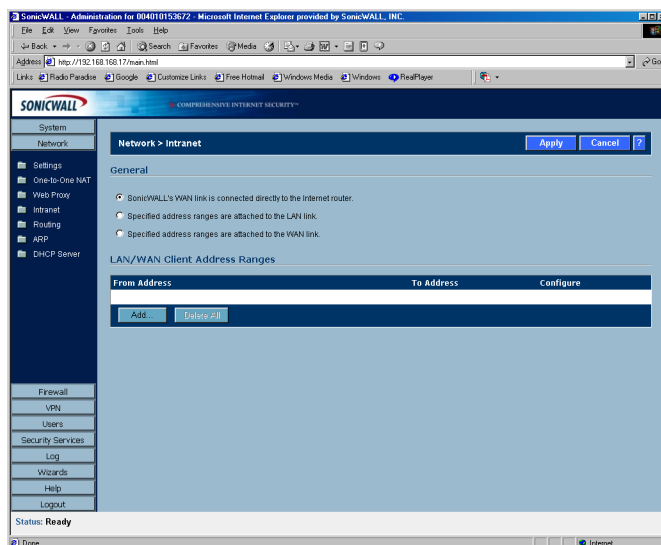 SonicWALL - Administration for 004010153672 - Microsoft Internet Explorer provided by SonicWALL, INC.
File Edit View Favorites Tools Help
Back Search Favorites Media
Address http://192.168.168.17/main.html Go
Links Radio Paradise Google Customize Links Free Hotmail Windows Media Windows RealPlayer
SONICWALL COMPREHENSIVE INTERNET SECURITY™
System
Network
Settings
One-to-One NAT
Web Proxy
Intranet
Routing
ARP
DHCP Server
Firewall
VPN
Users
Security Services
Log
Wizards
Help
Logout
Status: Ready
Network > Intranet Apply Cancel ?
General
SonicWALL's WAN link is connected directly to the Internet router.
Specified address ranges are attached to the LAN link.
Specified address ranges are attached to the WAN link.
LAN/WAN Client Address Ranges
From Address To Address Configure
Add... Delete All
Done Internet